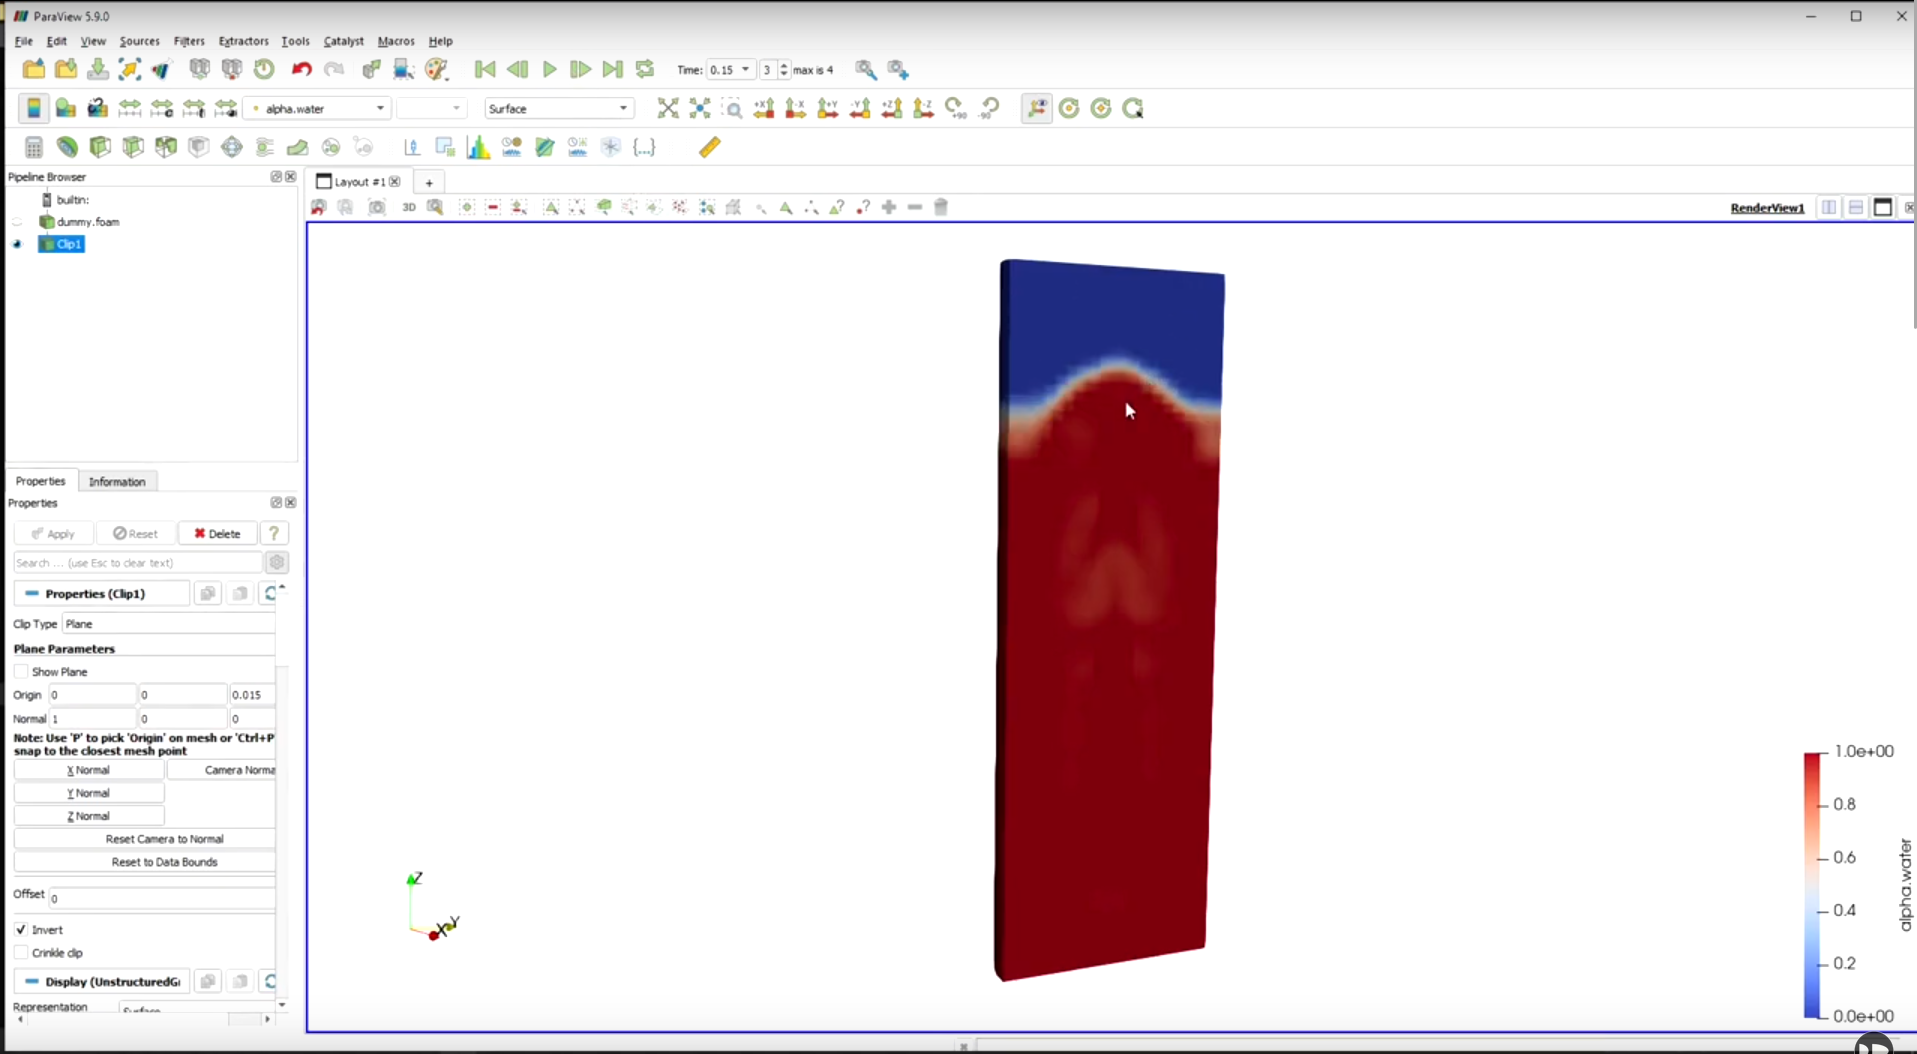 ParaView 5.9.0
File Edit View Sources Filters Extractors Tools Catalyst Macros Help
Time: 0.15 3 max is 4
alpha.water Surface
+X -X +Y -Y +Z -Z +90 -90
Pipeline Browser
Layout #1 +
builtin:
3D
RenderView1
dummy.foam
Clip1
Properties Information
Properties
Apply Reset Delete ?
Search ... (use Esc to clear text)
Properties (Clip1)
Clip Type Plane
Plane Parameters
Show Plane
Origin 0 0 0.015
Normal 1 0 0
Note: Use 'P' to pick 'Origin' on mesh or 'Ctrl+P'
snap to the closest mesh point
X Normal Camera Norma
Y Normal
Z Normal
Reset Camera to Normal
Reset to Data Bounds
Offset 0
Invert
Crinkle clip
Display (UnstructuredG
Representation Surface
Z
X Y
1.0e+00
0.8
0.6
0.4
0.2
0.0e+00
alpha.water